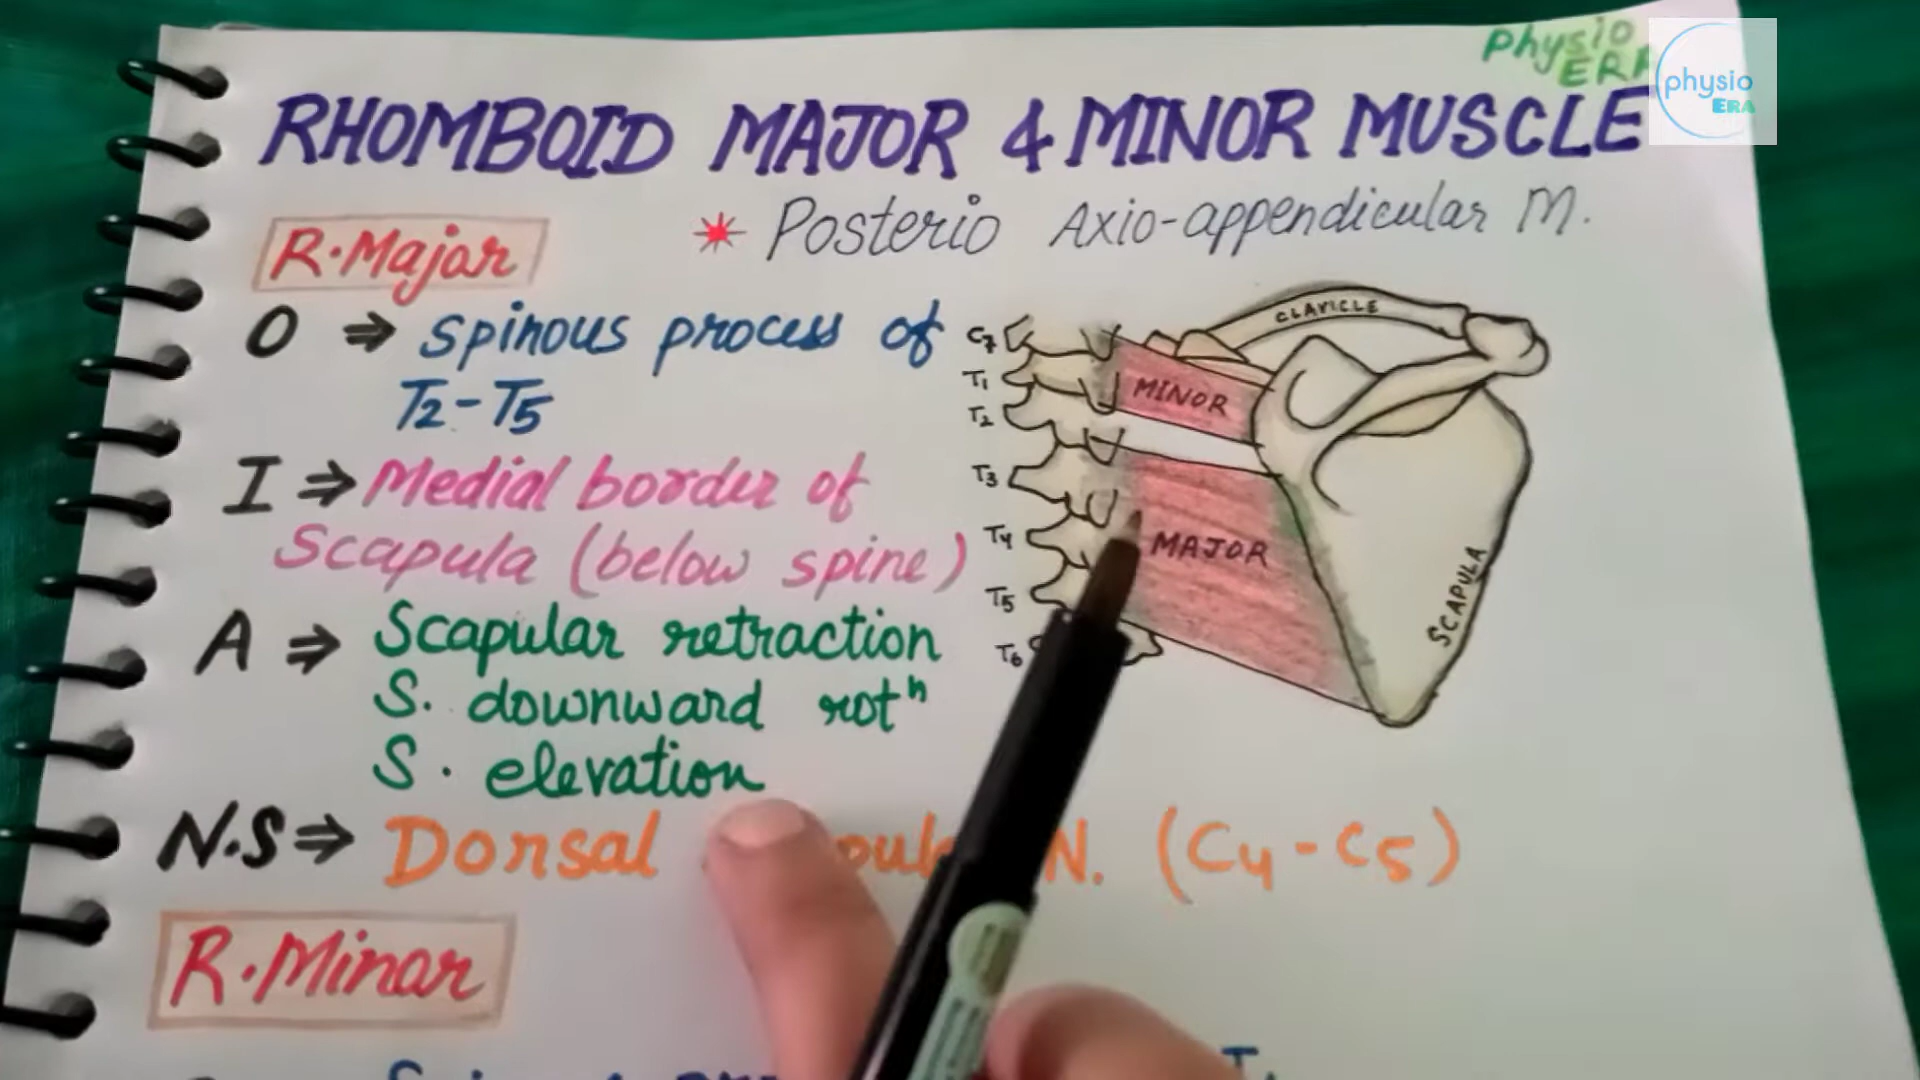 Physio
ERA
physio
ERA
RHOMBOID MAJOR & MINOR MUSCLE
Posterio Axio-appendicular M.
R.Major
O ⇒ Spinous process of
T2-T5
I ⇒ Medial border of
Scapula (below spine)
A ⇒ Scapular retraction
S. downward rotⁿ
S. elevation
N.S ⇒ Dorsal N. (C4-C5)
R.Minor
CLAVICLE
C7
T1
T2
T3
T4
T5
T6
MINOR
MAJOR
SCAPULA